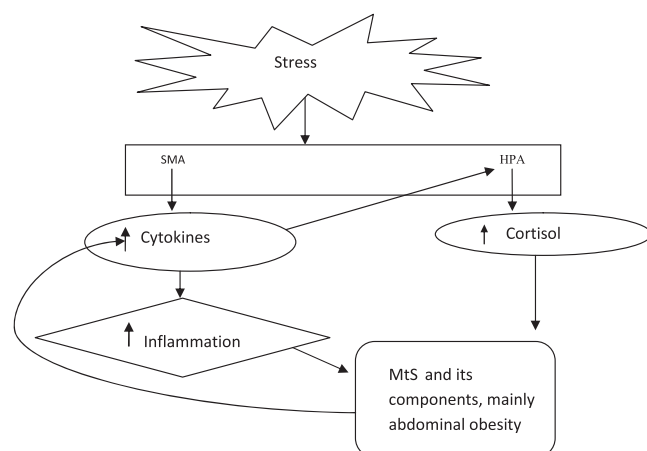 Stress
SMA
HPA
Cytokines
Cortisol
Inflammation
MtS and its
components, mainly
abdominal obesity